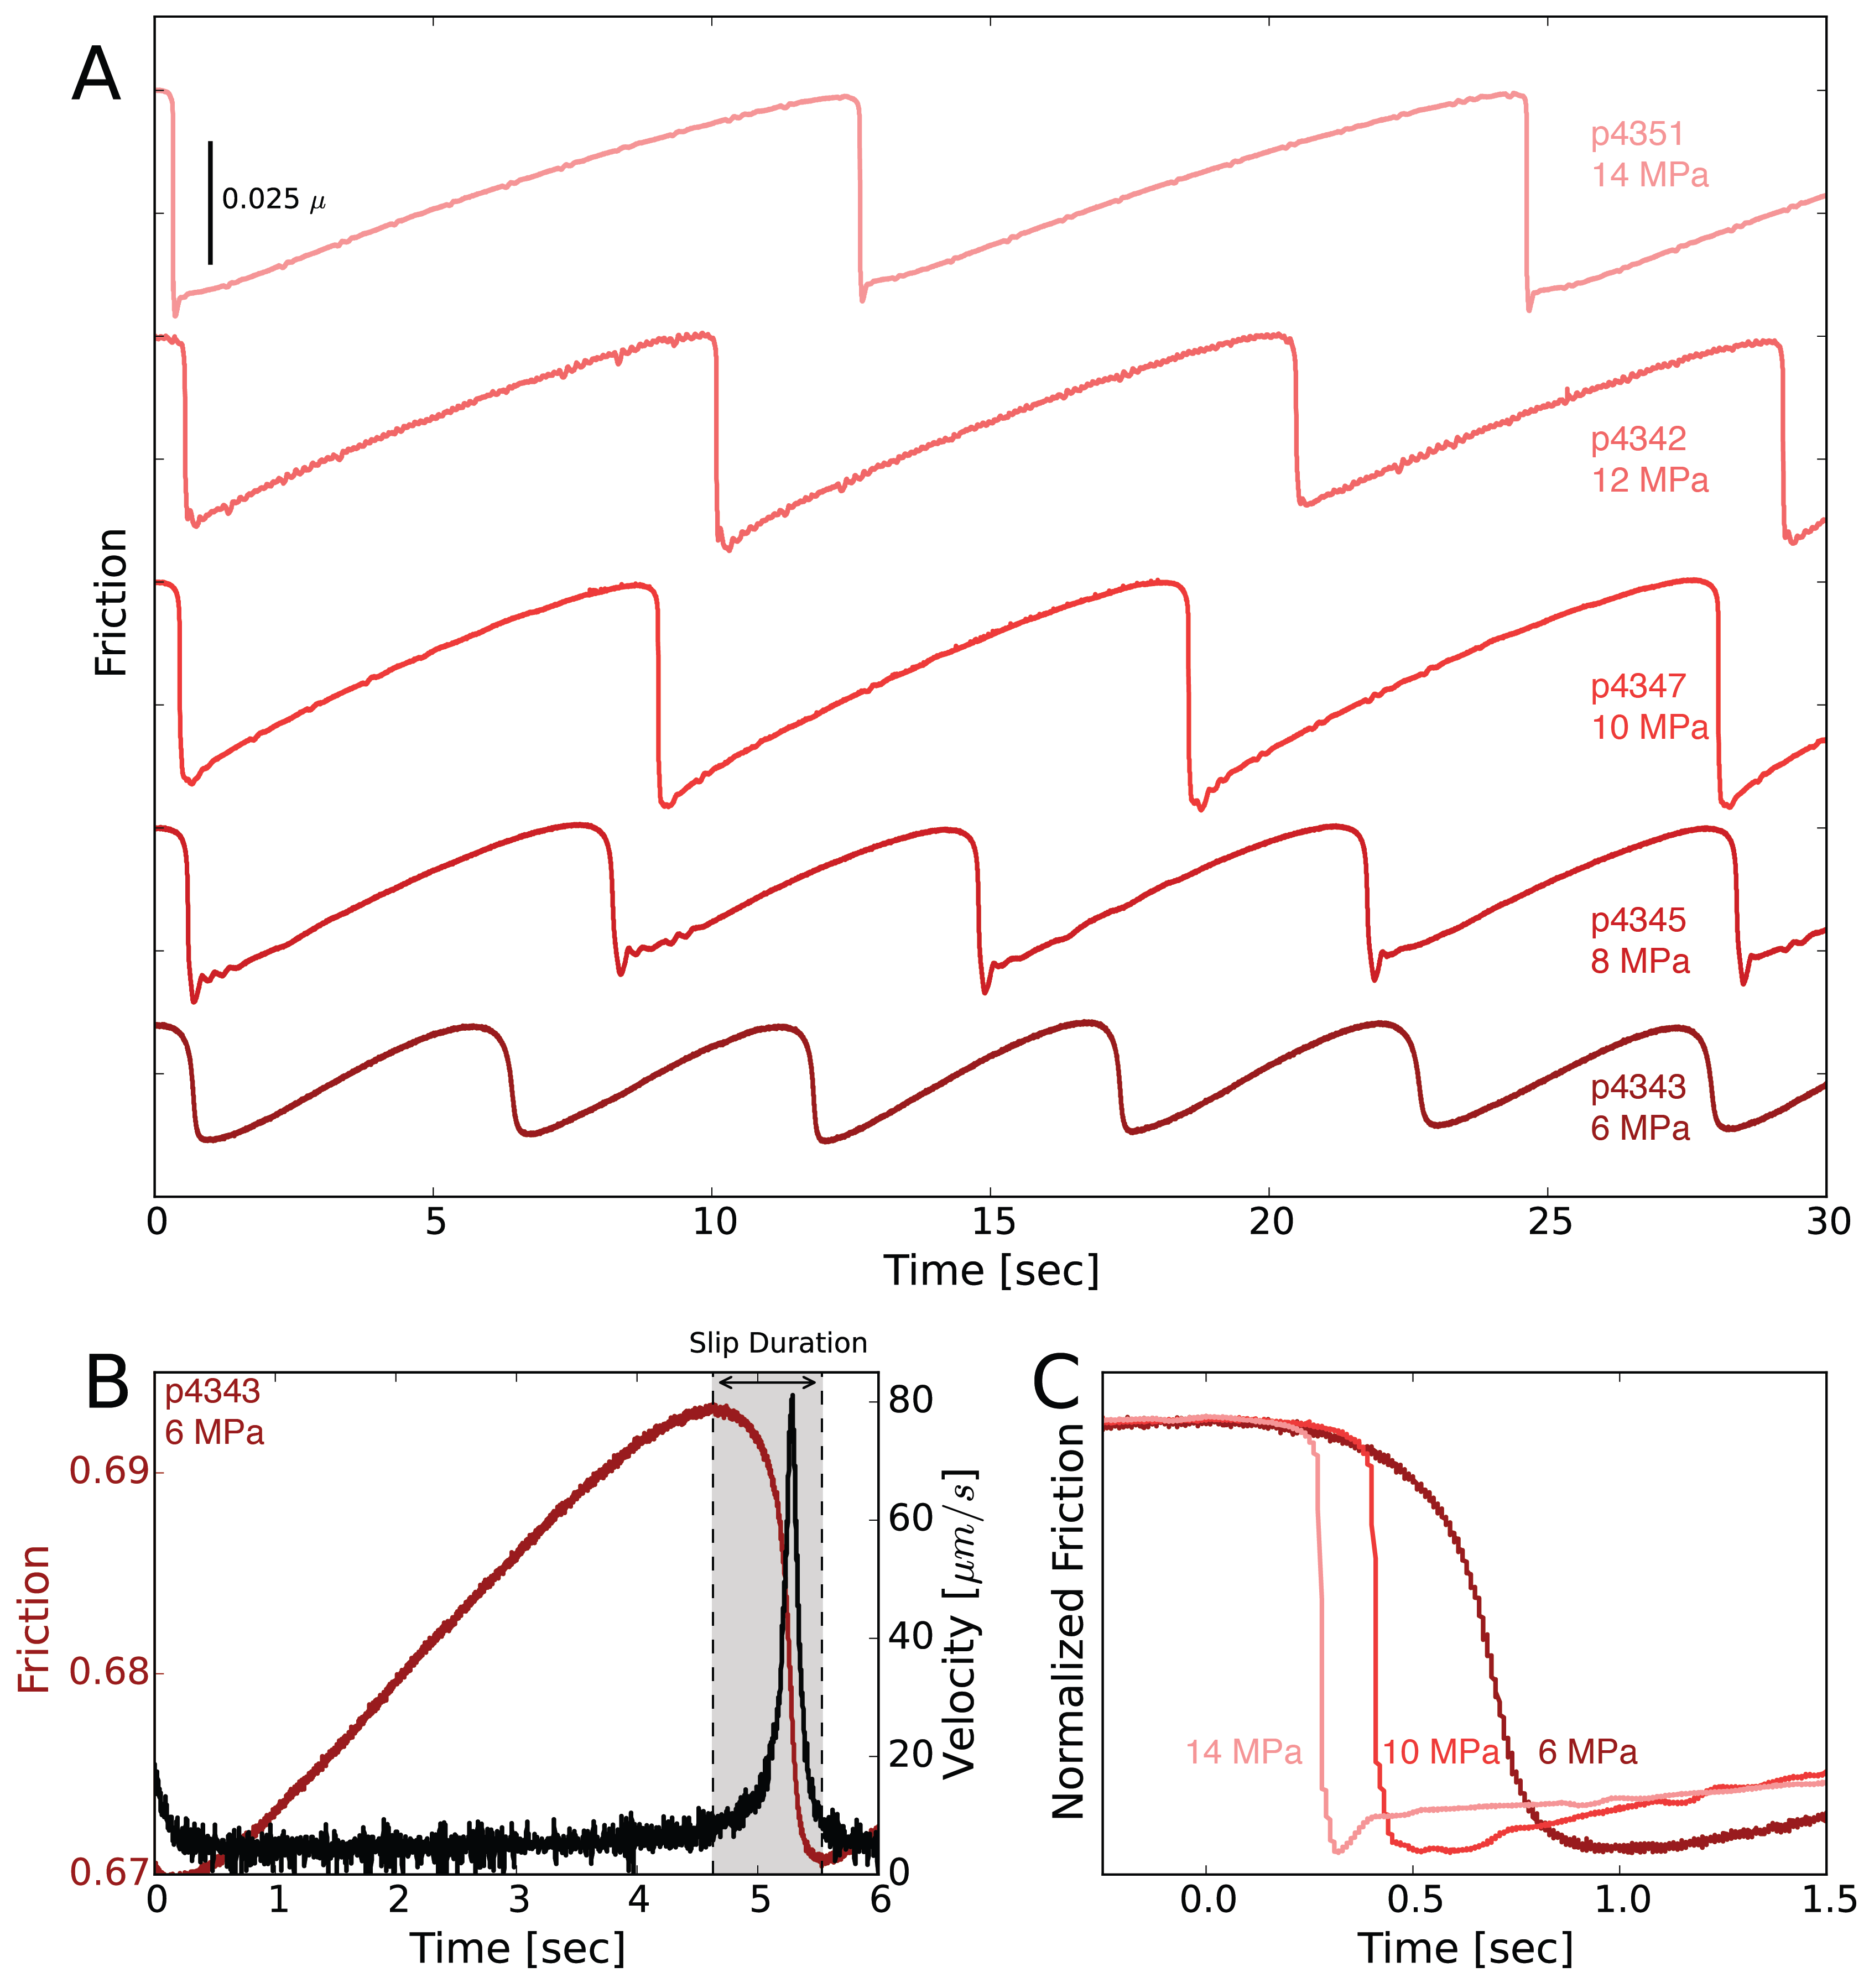 A
0.025 μ
p4351
14 MPa
p4342
12 MPa
Friction
p4347
10 MPa
p4345
8 MPa
p4343
6 MPa
0 5 10 15 20 25 30
Time [sec]
B
Slip Duration
p4343
6 MPa
0.69
0.68
0.67
Friction
80
60
40
20
0
Velocity [μm/s]
0 1 2 3 4 5 6
Time [sec]
C
Normalized Friction
14 MPa
10 MPa
6 MPa
0.0 0.5 1.0 1.5
Time [sec]